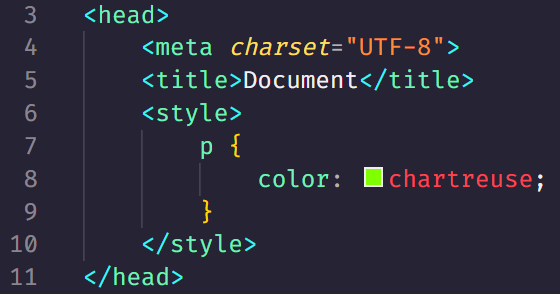 3 <head>
4 <meta charset="UTF-8">
5 <title>Document</title>
6 <style>
7 p {
8 color: chartreuse;
9 }
10 </style>
11 </head>